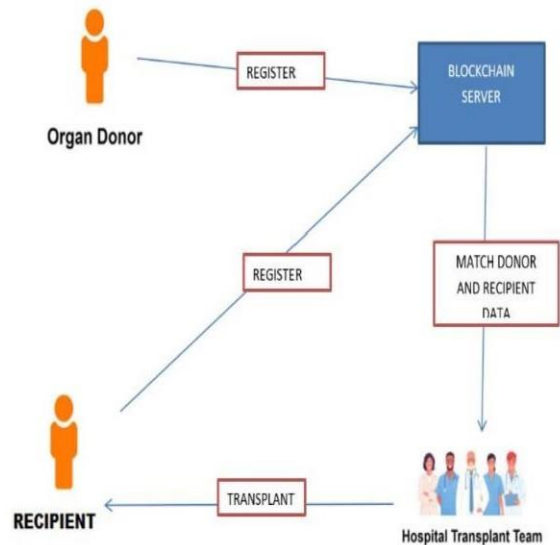 REGISTER
BLOCKCHAIN
SERVER
Organ Donor
REGISTER
MATCH DONOR
AND RECIPIENT
DATA
TRANSPLANT
RECIPIENT
Hospital Transplant Team